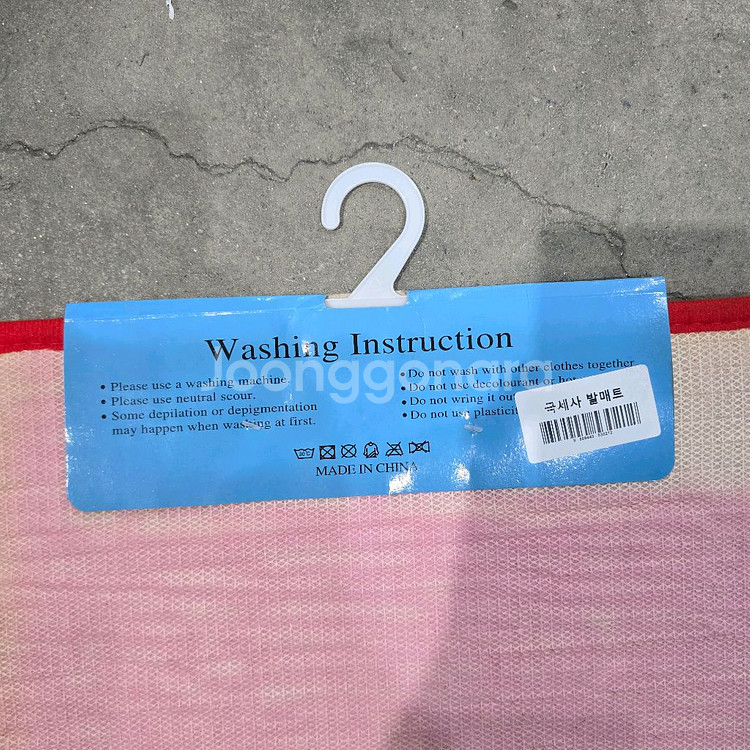 Washing Instruction
• Please use a washing machine.
• Please use neutral scour.
• Some depilation or depigmentation
may happen when washing at first.
• Do not wash with other clothes together
• Do not use decolourant or
• Do not wring it
• Do not use
국세사 발매트
MADE IN CHINA
joonggonara